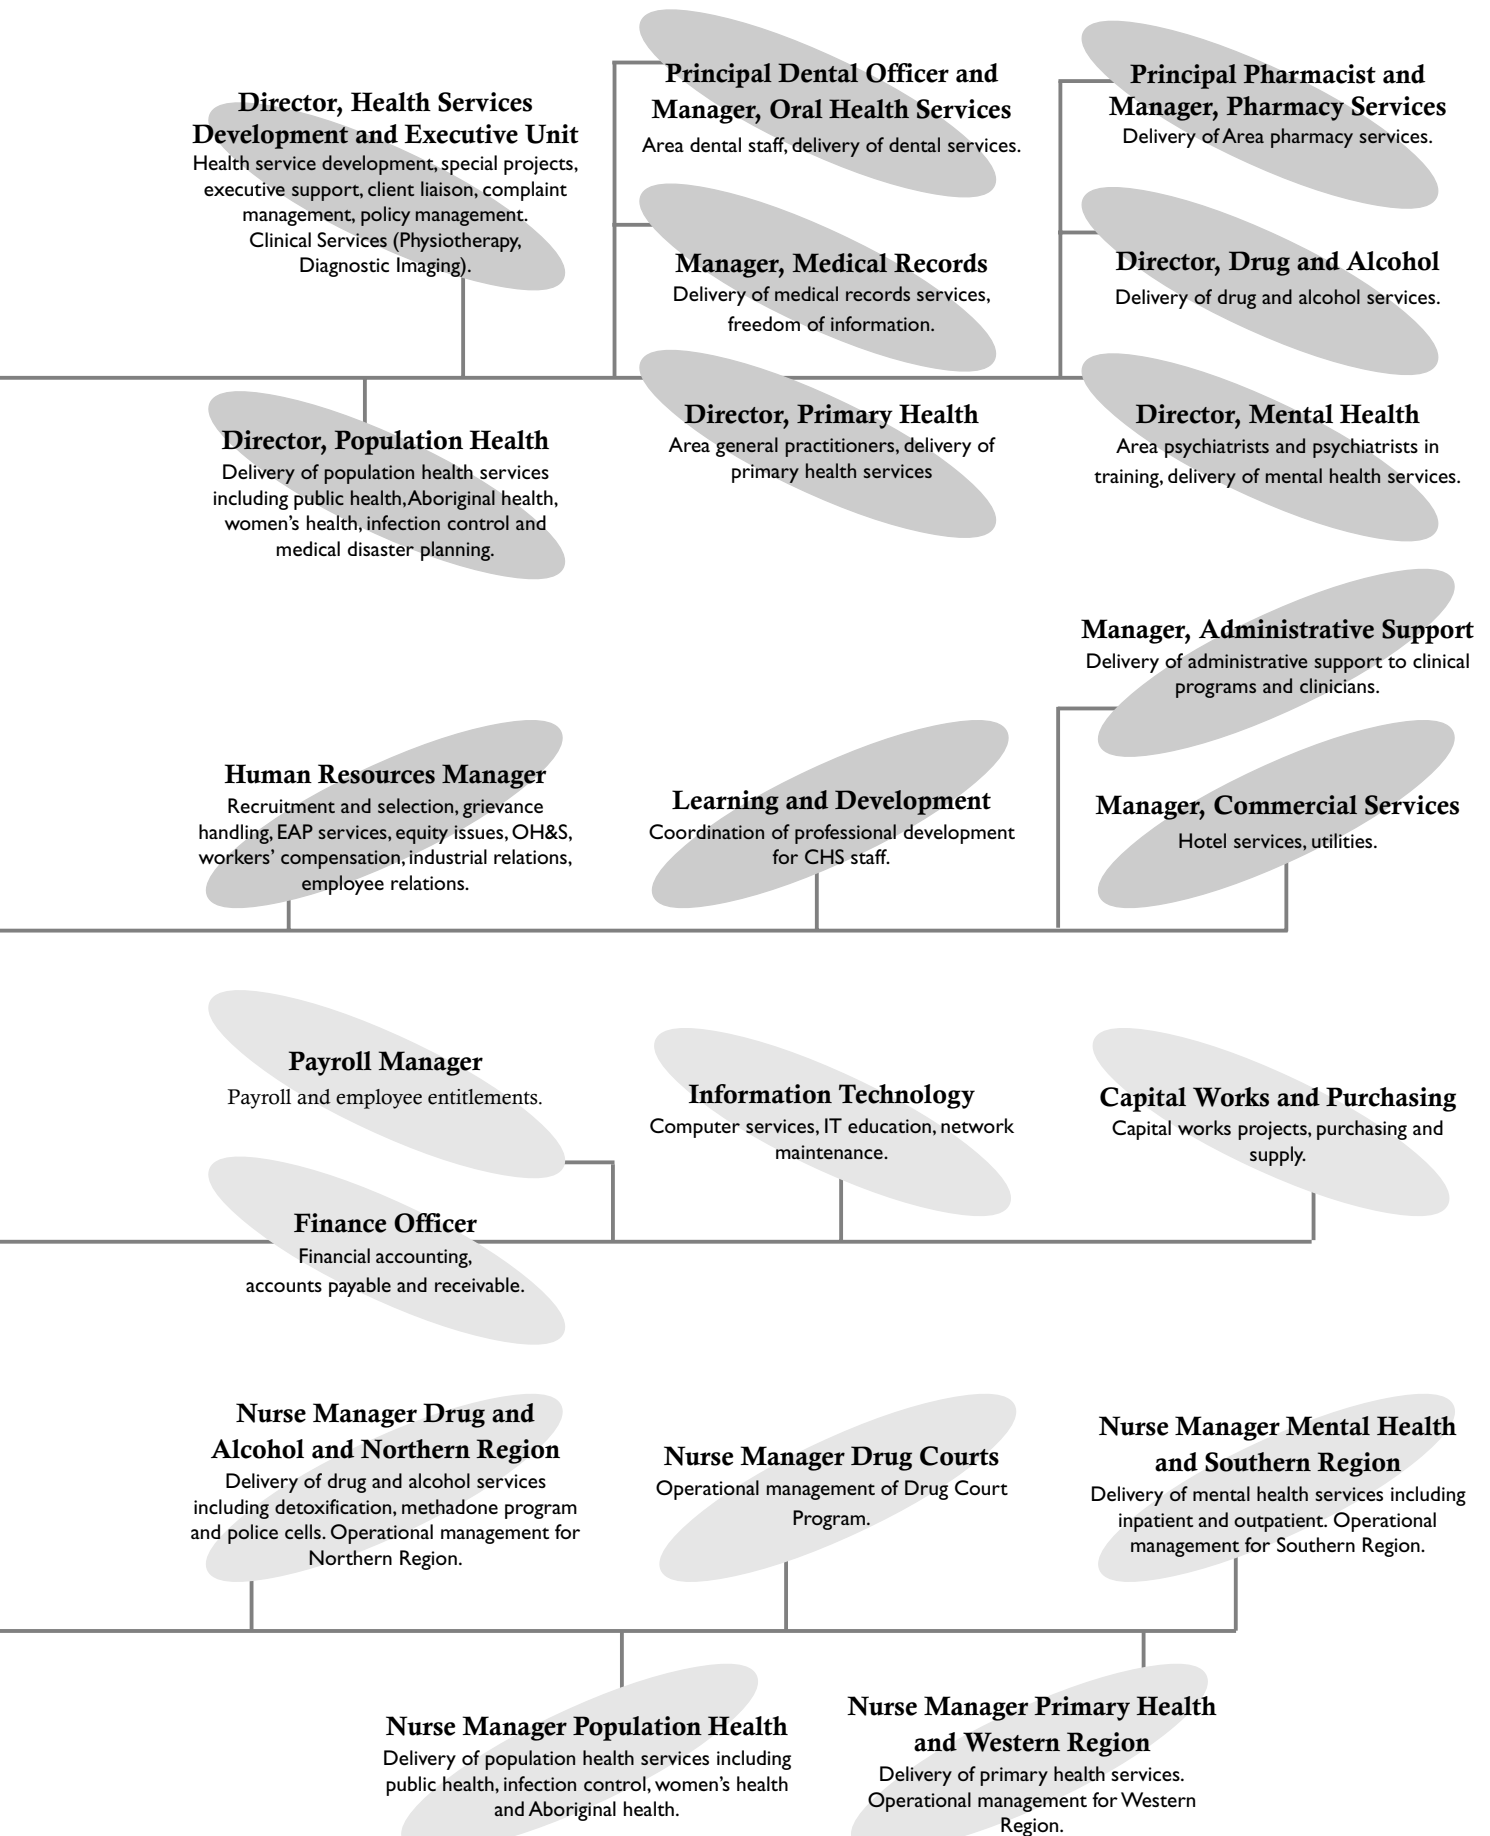 Director, Health Services
Development and Executive Unit
Health service development, special projects,
executive support, client liaison, complaint
management, policy management.
Clinical Services (Physiotherapy,
Diagnostic Imaging).
Principal Dental Officer and
Manager, Oral Health Services
Area dental staff, delivery of dental services.
Principal Pharmacist and
Manager, Pharmacy Services
Delivery of Area pharmacy services.
Manager, Medical Records
Delivery of medical records services,
freedom of information.
Director, Drug and Alcohol
Delivery of drug and alcohol services.
Director, Population Health
Delivery of population health services
including public health, Aboriginal health,
women’s health, infection control and
medical disaster planning.
Director, Primary Health
Area general practitioners, delivery of
primary health services
Director, Mental Health
Area psychiatrists and psychiatrists in
training, delivery of mental health services.
Manager, Administrative Support
Delivery of administrative support to clinical
programs and clinicians.
Human Resources Manager
Recruitment and selection, grievance
handling, EAP services, equity issues, OH&S,
workers’ compensation, industrial relations,
employee relations.
Learning and Development
Coordination of professional development
for CHS staff.
Manager, Commercial Services
Hotel services, utilities.
Payroll Manager
Payroll and employee entitlements.
Information Technology
Computer services, IT education, network
maintenance.
Capital Works and Purchasing
Capital works projects, purchasing and
supply.
Finance Officer
Financial accounting,
accounts payable and receivable.
Nurse Manager Drug and
Alcohol and Northern Region
Delivery of drug and alcohol services
including detoxification, methadone program
and police cells. Operational management for
Northern Region.
Nurse Manager Drug Courts
Operational management of Drug Court
Program.
Nurse Manager Mental Health
and Southern Region
Delivery of mental health services including
inpatient and outpatient. Operational
management for Southern Region.
Nurse Manager Population Health
Delivery of population health services including
public health, infection control, women’s health
and Aboriginal health.
Nurse Manager Primary Health
and Western Region
Delivery of primary health services.
Operational management for Western
Region.